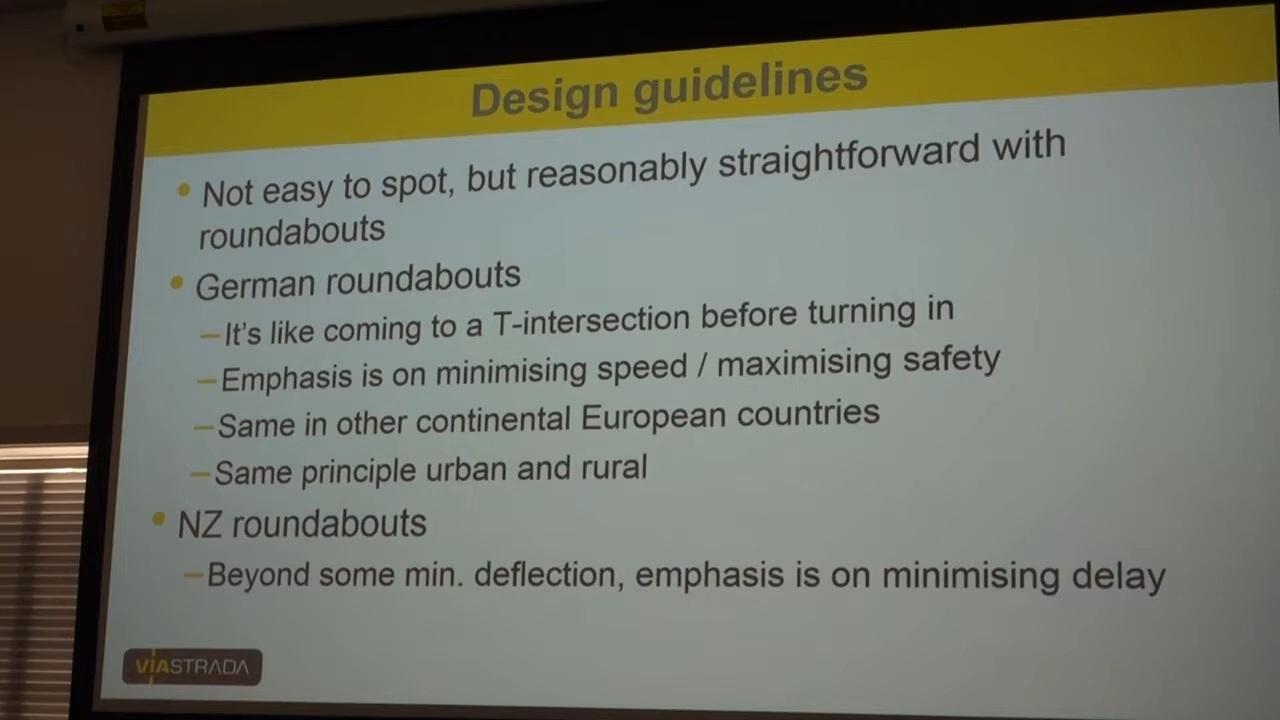 Design guidelines
• Not easy to spot, but reasonably straightforward with
roundabouts
• German roundabouts
–It's like coming to a T-intersection before turning in
–Emphasis is on minimising speed / maximising safety
–Same in other continental European countries
–Same principle urban and rural
• NZ roundabouts
–Beyond some min. deflection, emphasis is on minimising delay
VIASTRADA